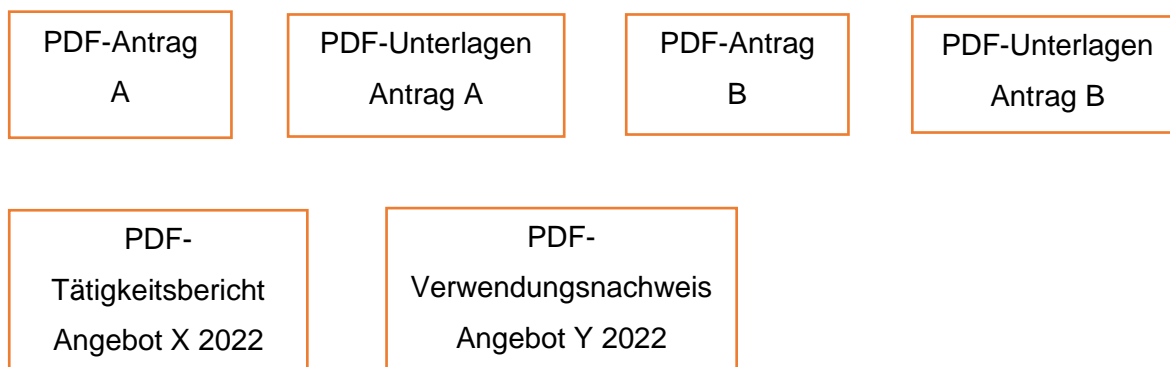 PDF-Antrag
A
PDF-Unterlagen
Antrag A
PDF-Antrag
B
PDF-Unterlagen
Antrag B
PDF-
Tätigkeitsbericht
Angebot X 2022
PDF-
Verwendungsnachweis
Angebot Y 2022